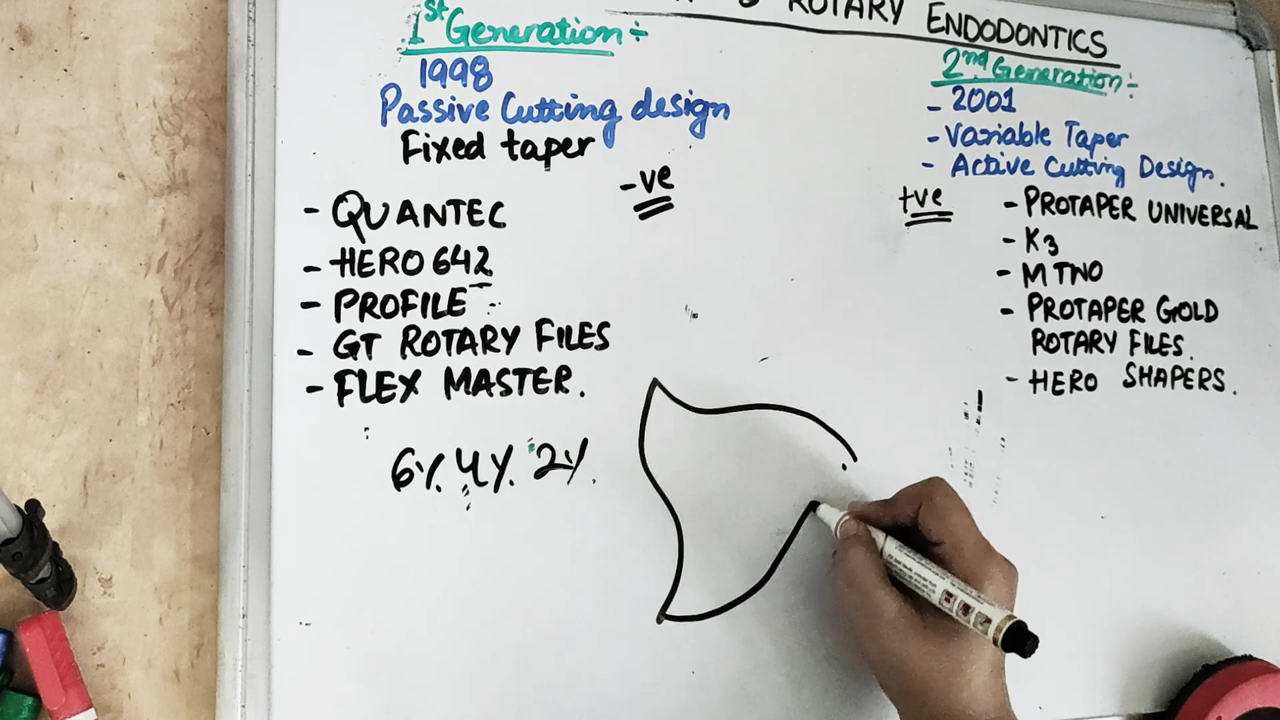 ROTARY ENDODONTICS
1st Generation :-
1998
Passive Cutting design
Fixed taper
-ve
- QUANTEC
- HERO 642
- PROFILE
- GT ROTARY FILES
- FLEX MASTER.
6% 4% 2%
2nd Generation :-
- 2001
- Variable Taper
- Active Cutting Design.
+ve
- PROTAPER UNIVERSAL
- K3
- M TWO
- PROTAPER GOLD
ROTARY FILES.
- HERO SHAPERS.